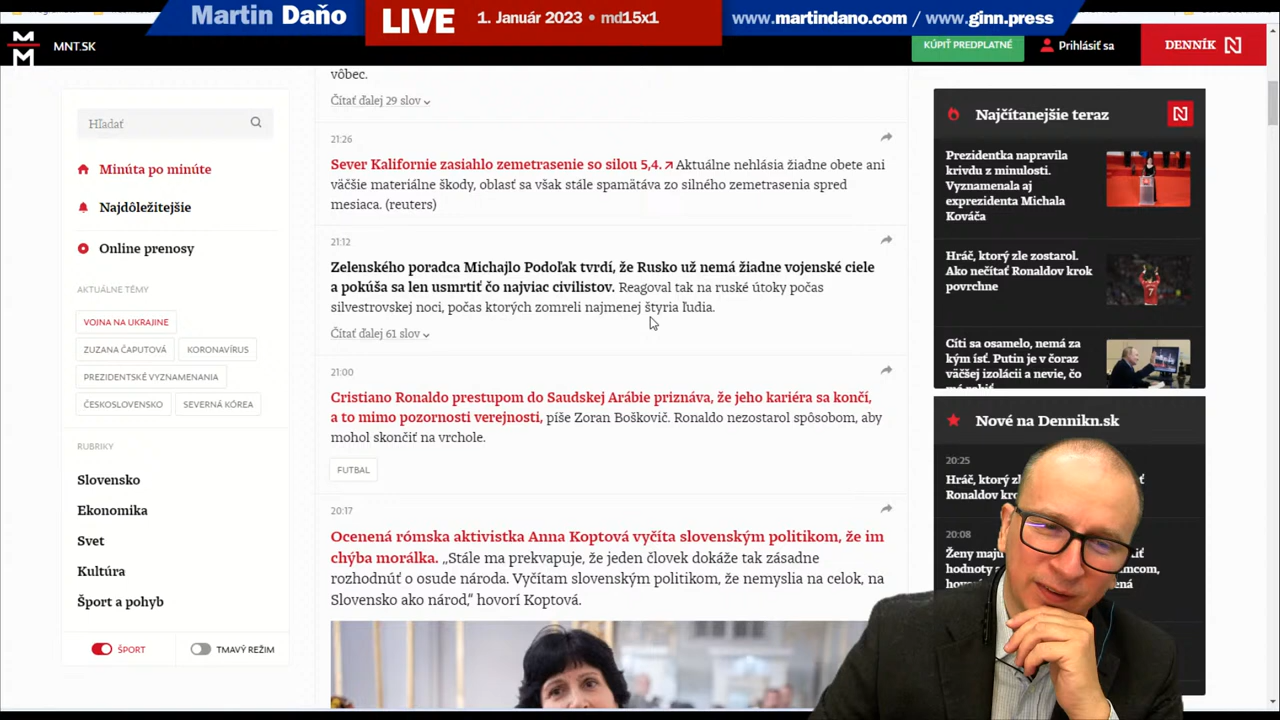 Martin Daňo
LIVE
1. Január 2023 • md15x1
www.martindano.com / www.ginn.press
MNT.SK
KÚPIŤ PREDPLATNÉ
Prihlásiť sa
DENNÍK N
Hľadať
Minúta po minúte
Najdôležitejšie
Online prenosy
AKTUÁLNE TÉMY
VOJNA NA UKRAJINE
ZUZANA ČAPUTOVÁ
KORONAVÍRUS
PREZIDENTSKÉ VYZNAMENANIA
ČESKOSLOVENSKO
SEVERNÁ KÓREA
RUBRIKY
Slovensko
Ekonomika
Svet
Kultúra
Šport a pohyb
ŠPORT
TMAVÝ REŽIM
vôbec.
Čítať ďalej 29 slov
21:26
Sever Kalifornie zasiahlo zemetrasenie so silou 5,4. Aktuálne nehlásia žiadne obete ani
väčšie materiálne škody, oblasť sa však stále spamätáva zo silného zemetrasenia spred
mesiaca. (reuters)
21:12
Zelenského poradca Michajlo Podoľak tvrdí, že Rusko už nemá žiadne vojenské ciele
a pokúša sa len usmrtiť čo najviac civilistov. Reagoval tak na ruské útoky počas
silvestrovskej noci, počas ktorých zomreli najmenej štyria ľudia.
Čítať ďalej 61 slov
21:00
Cristiano Ronaldo prestupom do Saudskej Arábie priznáva, že jeho kariéra sa končí,
a to mimo pozornosti verejnosti, píše Zoran Boškovič. Ronaldo nezostarol spôsobom, aby
mohol skončiť na vrchole.
FUTBAL
20:17
Ocenená rómska aktivistka Anna Koptová vyčíta slovenským politikom, že im
chýba morálka. „Stále ma prekvapuje, že jeden človek dokáže tak zásadne
rozhodnúť o osude národa. Vyčítam slovenským politikom, že nemyslia na celok, na
Slovensko ako národ,“ hovorí Koptová.
Najčítanejšie teraz
N
Prezidentka napravila
krivdu z minulosti.
Vyznamenala aj
exprezidenta Michala
Kováča
Hráč, ktorý zle zostarol.
Ako nečítať Ronaldov krok
povrchne
Cíti sa osamelo, nemá za
kým ísť. Putin je v čoraz
väčšej izolácii a nevie, čo
má robiť
Nové na Dennikn.sk
20:25
Hráč, ktorý
Ronaldov
20:08
Ženy maju
hodnoty